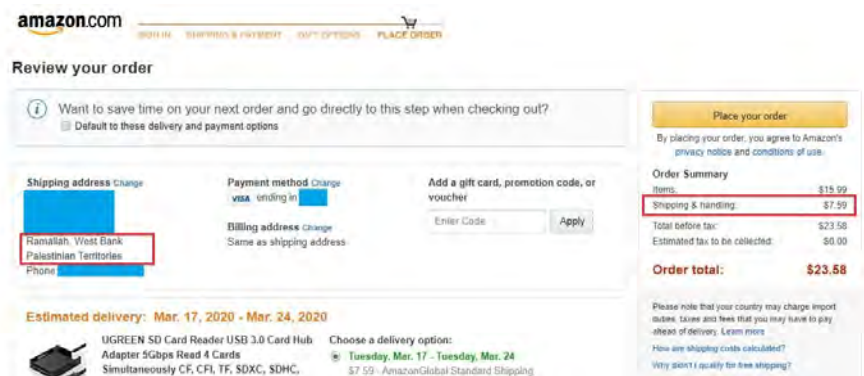 amazon.com
SIGN IN SHIPPING & PAYMENT GIFT OPTIONS PLACE ORDER
Review your order
Want to save time on your next order and go directly to this step when checking out?
Default to these delivery and payment options
Shipping address Change
Ramallah, West Bank
Palestinian Territories
Phone:
Payment method Change
VISA ending in
Billing address Change
Same as shipping address
Add a gift card, promotion code, or
voucher
Enter Code Apply
Estimated delivery: Mar. 17, 2020 - Mar. 24, 2020
UGREEN SD Card Reader USB 3.0 Card Hub
Adapter 5Gbps Read 4 Cards
Simultaneously CF, CFI, TF, SDXC, SDHC,
Choose a delivery option:
Tuesday, Mar. 17 - Tuesday, Mar. 24
$7.59 - AmazonGlobal Standard Shipping
Place your order
By placing your order, you agree to Amazon's
privacy notice and conditions of use.
Order Summary
Items: $15.99
Shipping & handling: $7.59
Total before tax: $23.58
Estimated tax to be collected: $0.00
Order total: $23.58
Please note that your country may charge import
duties, taxes and fees that you may have to pay
ahead of delivery. Learn more
How are shipping costs calculated?
Why didn't I qualify for free shipping?